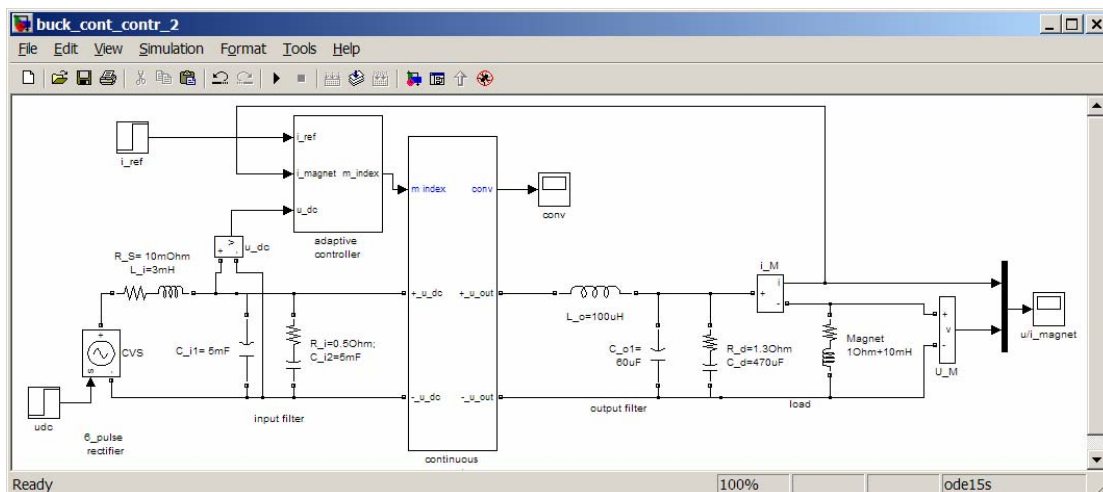 buck_cont_contr_2
File Edit View Simulation Format Tools Help
i_ref
i_ref
i_magnet m_index
u_dc
adaptive
controller
m_index conv
conv
u_dc
v
+ -
R_S= 10mOhm
L_i=3mH
i_M
+ i
-
+_u_dc +_u_out
L_o=100uH
CVS
+
s -
C_i1= 5mF
R_i=0.5Ohm;
C_i2=5mF
C_o1=
60uF
R_d=1.3Ohm
C_d=470uF
Magnet
1Ohm+10mH
+
v
-
U_M
u/i_magnet
udc
-_u_dc -_u_out
input filter
output filter
load
6_pulse
rectifier
continuous
Ready 100% ode15s